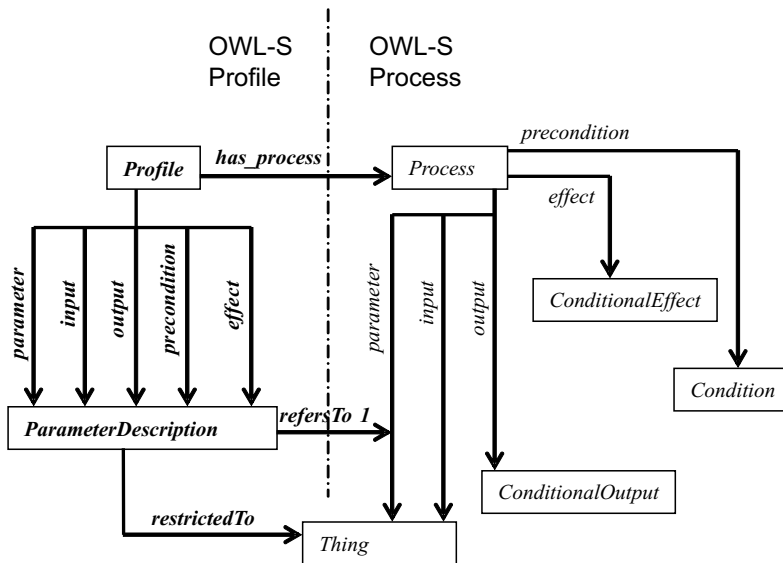 OWL-S
Profile
OWL-S
Process
precondition
Profile
has_process
Process
effect
parameter
input
output
precondition
effect
parameter
input
output
ConditionalEffect
Condition
ParameterDescription
refersTo 1
ConditionalOutput
restrictedTo
Thing